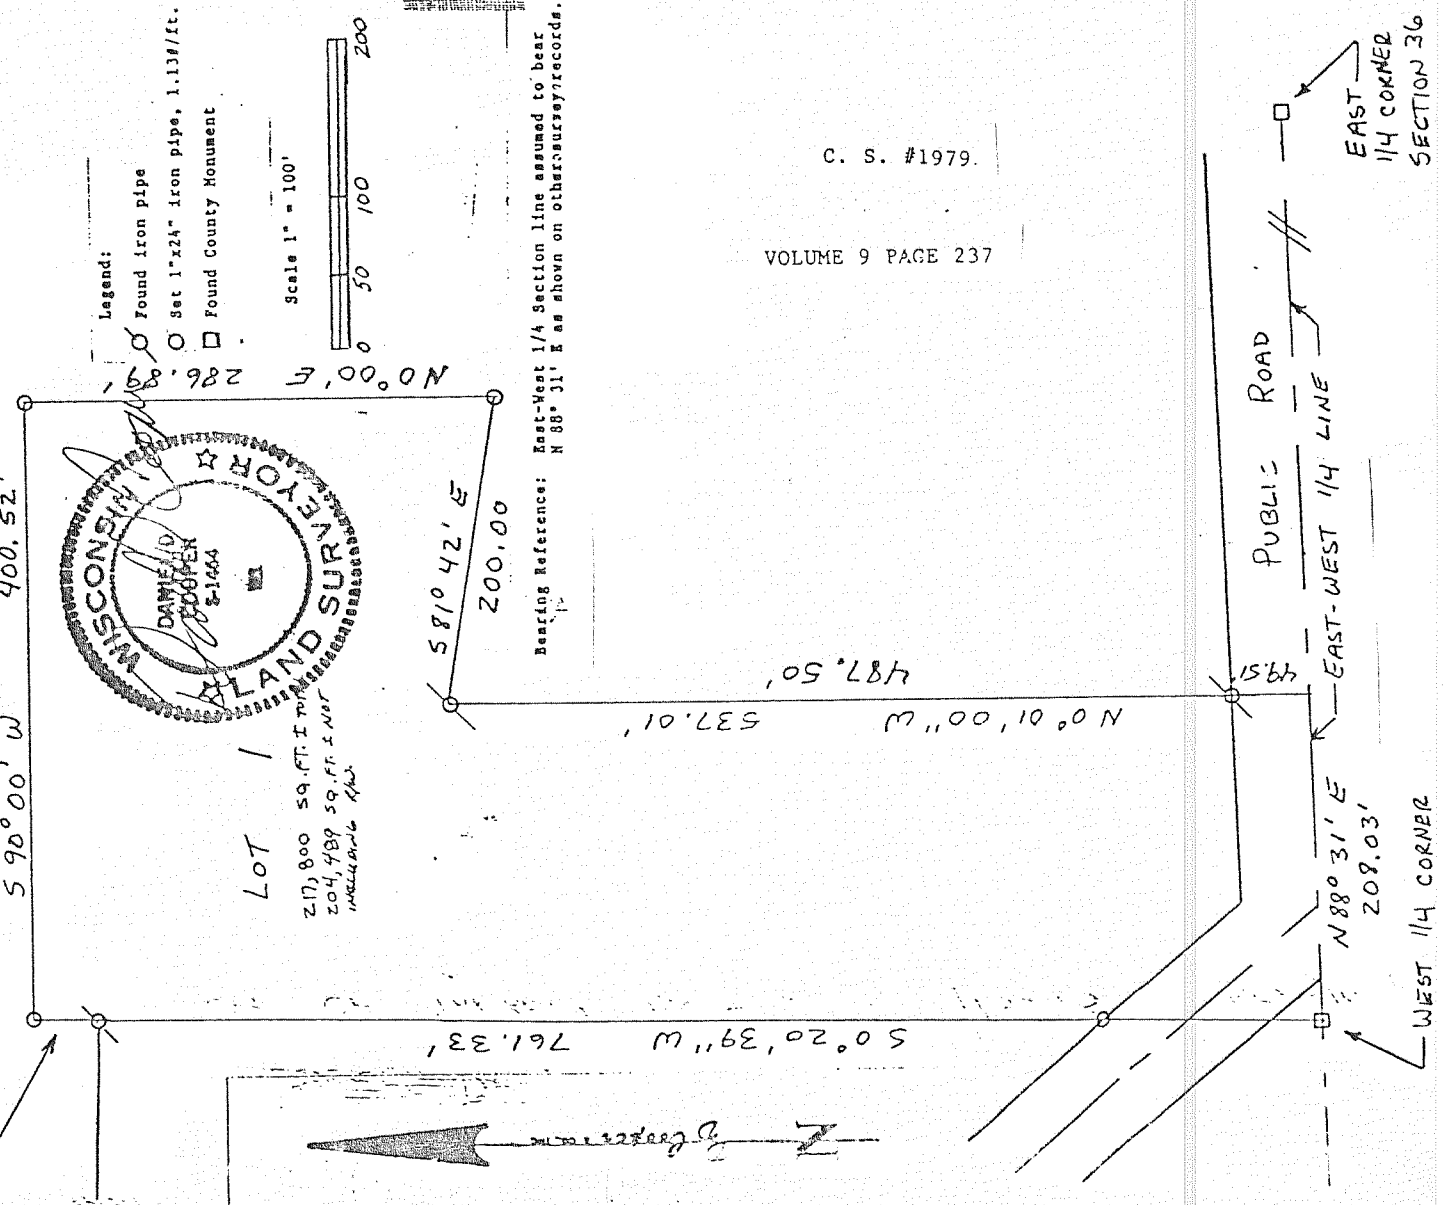 S 90° 00' W 400.52'
Legend:
Found iron pipe
Set 1"x24" iron pipe, 1.13#/ft.
Found County Monument
Scale 1" = 100'
0 50 100 200
N0°00'E 286.89'
WISCONSIN
LAND SURVEYOR
DANIEL D
COOPER
S-1464
LOT 1
217,800 SQ.FT.±
204,489 SQ.FT.± NOT
INCLUDING R/W.
S 81° 42' E
200.00
Bearing Reference: East-West 1/4 Section line assumed to bear
N 88° 31' E as shown on other survey records.
C. S. #1979.
VOLUME 9 PAGE 237
487.50'
N0°01'00"W 537.01'
49.51'
S0°20'39"W 761.33'
N
PUBLIC ROAD
EAST-WEST 1/4 LINE
N88° 31' E
208.03'
WEST 1/4 CORNER
EAST
1/4 CORNER
SECTION 36